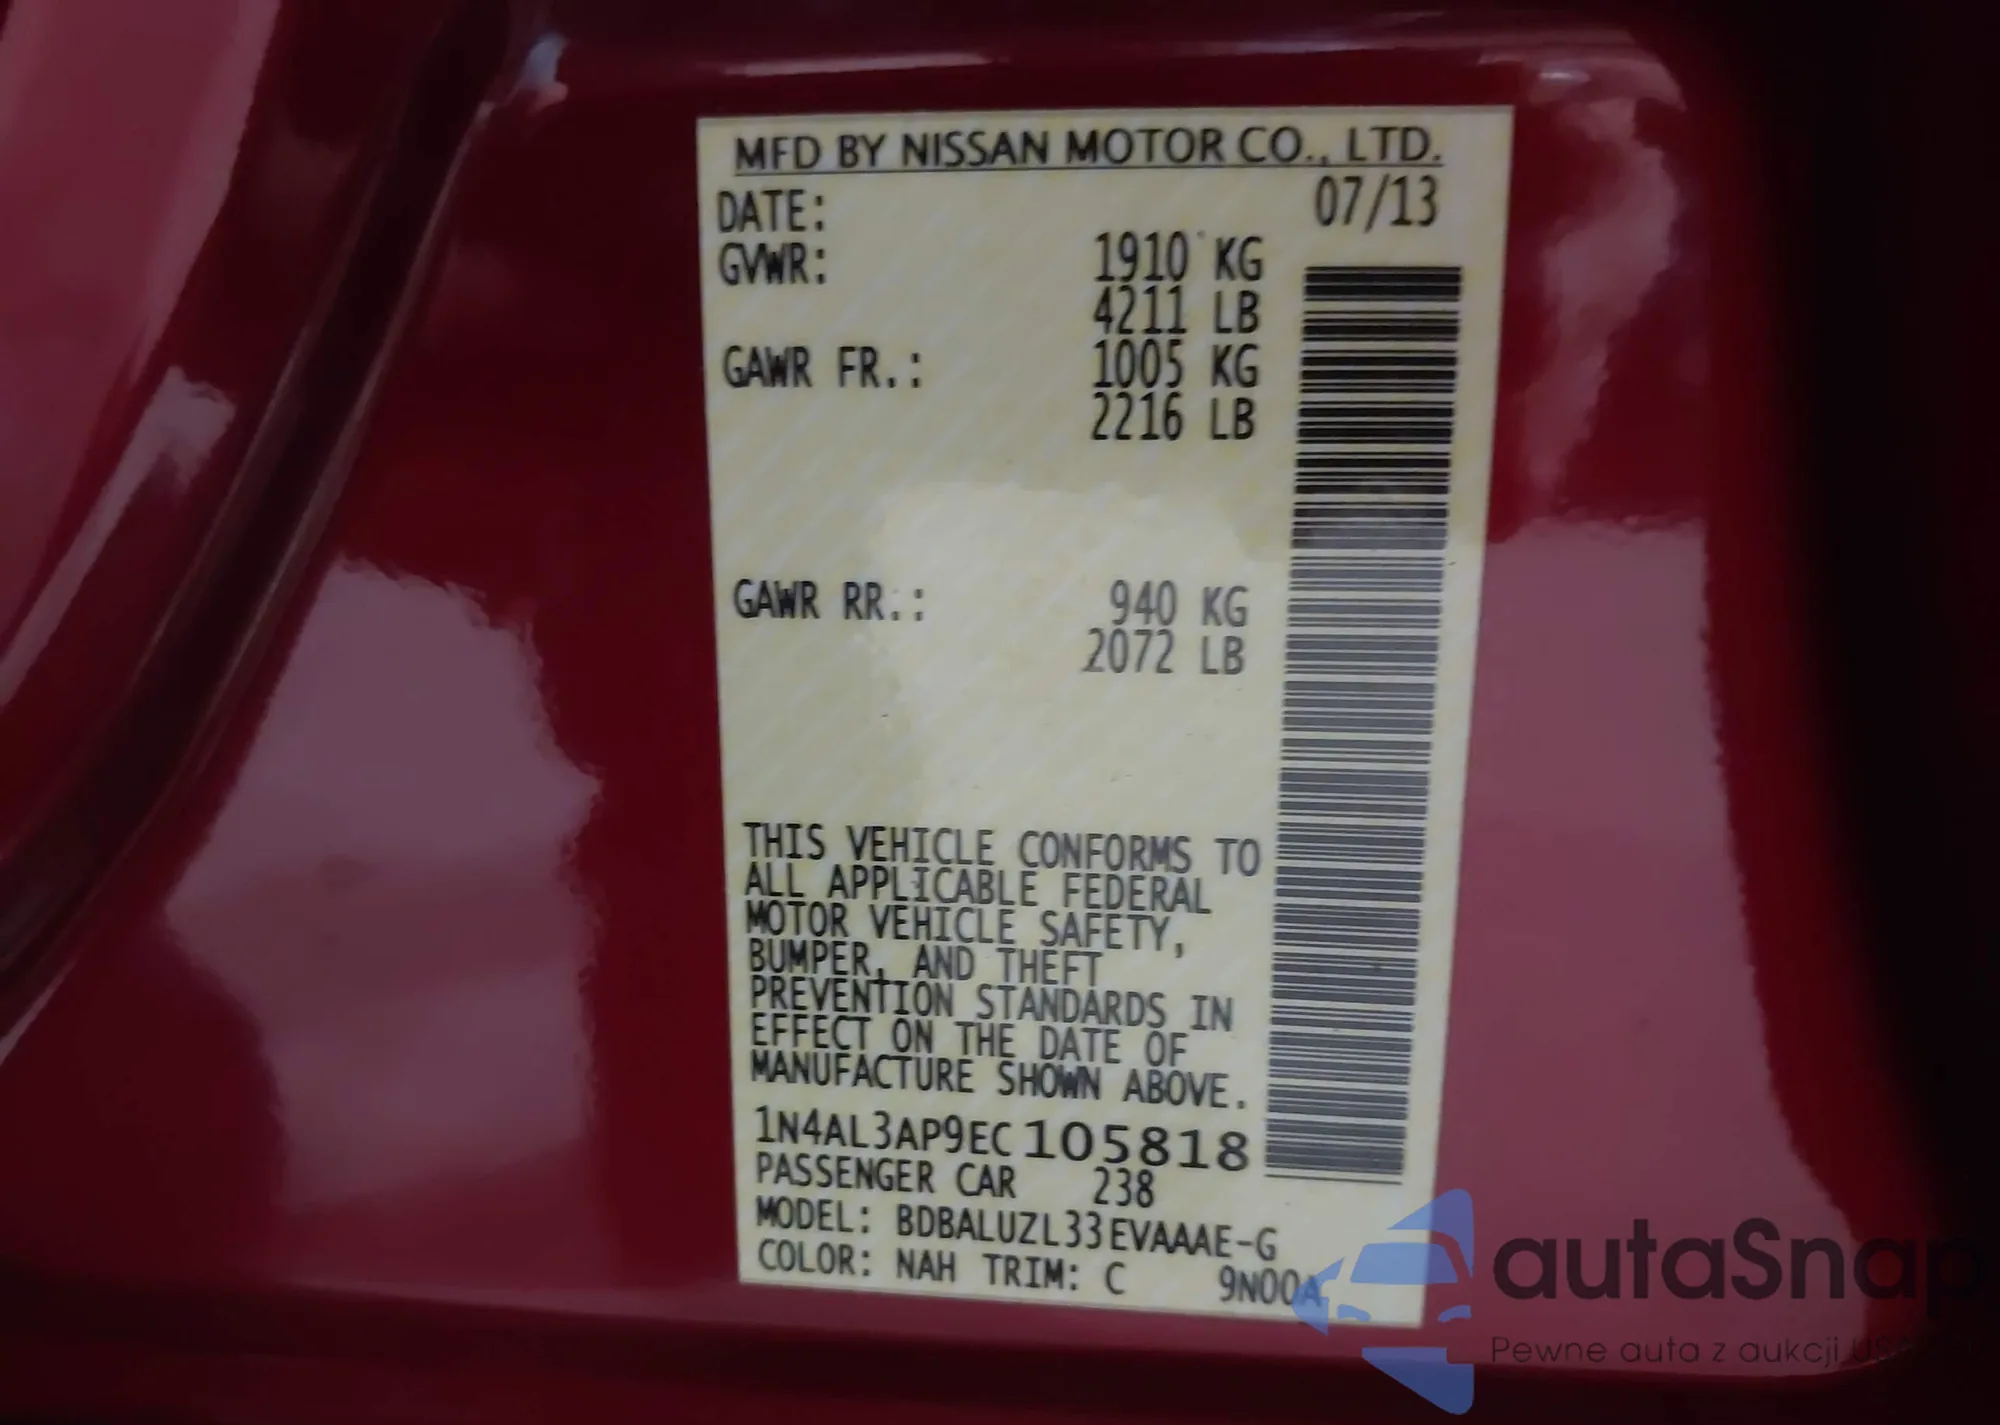 MFD BY NISSAN MOTOR CO., LTD.
DATE: 07/13
GVWR: 1910 KG
4211 LB
GAWR FR.: 1005 KG
2216 LB
GAWR RR.: 940 KG
2072 LB
THIS VEHICLE CONFORMS TO
ALL APPLICABLE FEDERAL
MOTOR VEHICLE SAFETY,
BUMPER, AND THEFT
PREVENTION STANDARDS IN
EFFECT ON THE DATE OF
MANUFACTURE SHOWN ABOVE.
1N4AL3AP9EC105818
PASSENGER CAR 238
MODEL: BDBALUZL33EVAAAE-G
COLOR: NAH TRIM: C 9N00A
autaSnap
Pewne auta z aukcji